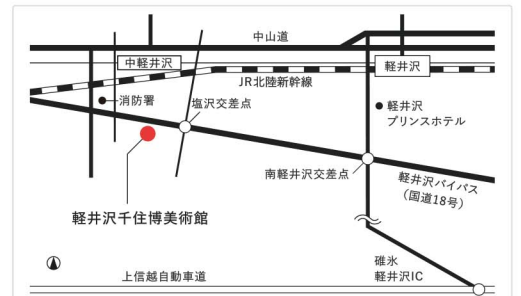 中山道
中軽井沢
軽井沢
JR北陸新幹線
消防署
塩沢交差点
軽井沢
プリンスホテル
南軽井沢交差点
軽井沢バイパス
（国道18号）
軽井沢千住博美術館
碓氷
軽井沢IC
上信越自動車道